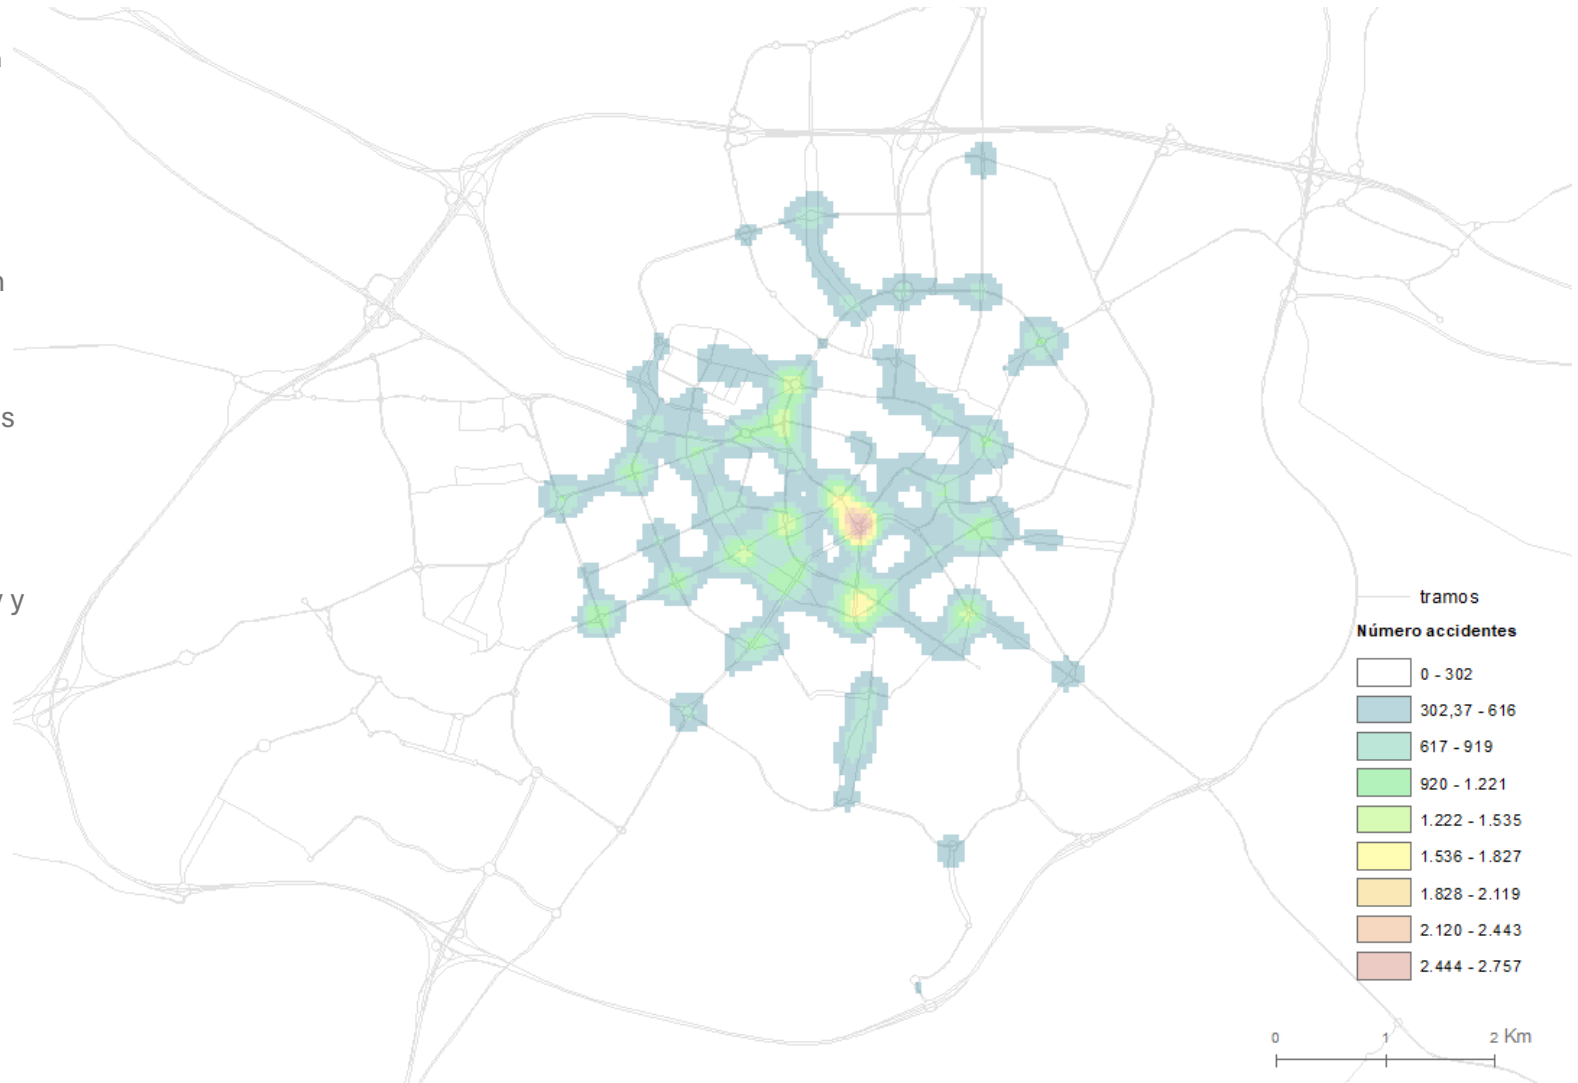 n
s
y y
tramos
Número accidentes
0 - 302
302,37 - 616
617 - 919
920 - 1.221
1.222 - 1.535
1.536 - 1.827
1.828 - 2.119
2.120 - 2.443
2.444 - 2.757
0 1 2 Km